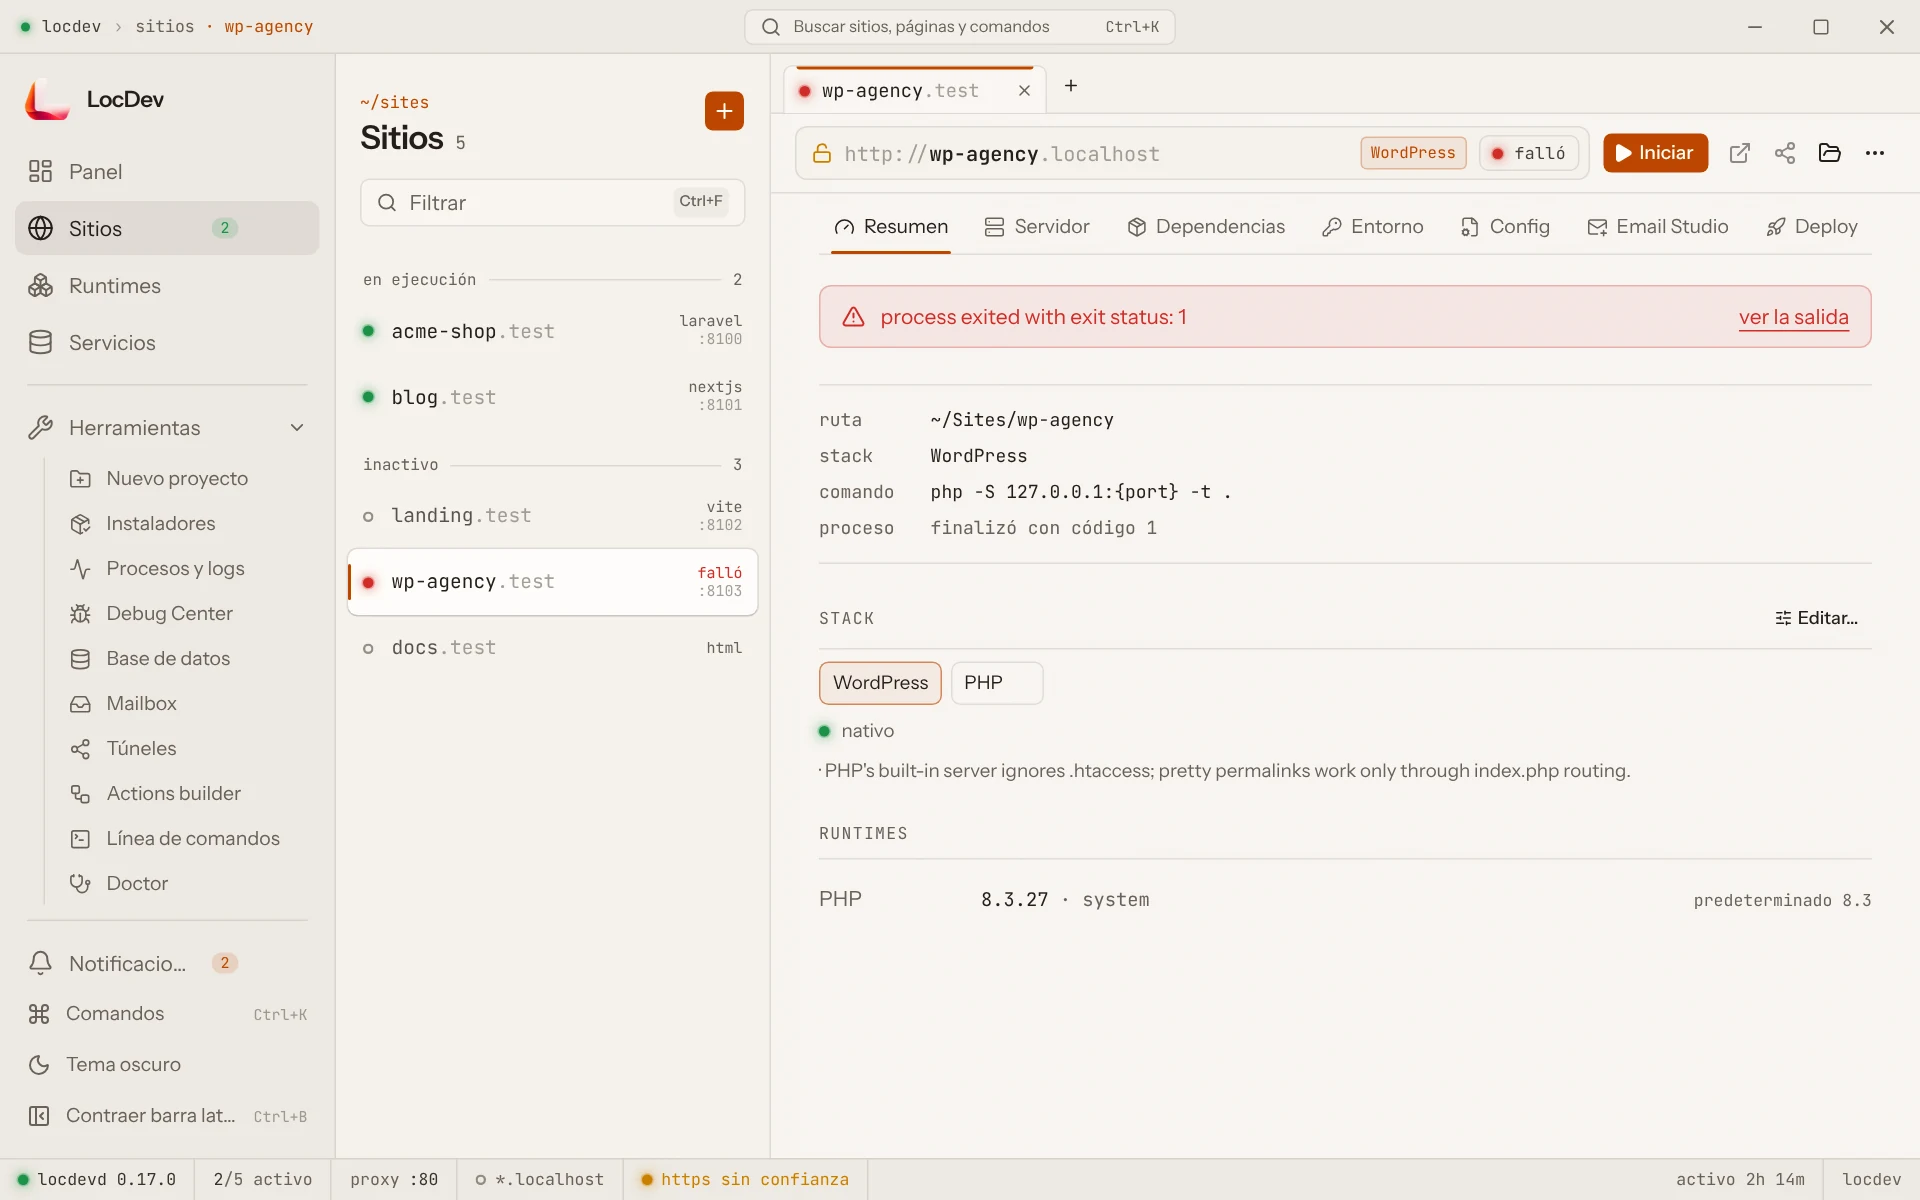 locdev › sitios · wp-agency
Buscar sitios, páginas y comandos Ctrl+K
LocDev
Panel
Sitios 2
Runtimes
Servicios
Herramientas
Nuevo proyecto
Instaladores
Procesos y logs
Debug Center
Base de datos
Mailbox
Túneles
Actions builder
Línea de comandos
Doctor
Notificacio... 2
Comandos Ctrl+K
Tema oscuro
Contraer barra lat... Ctrl+B
~/sites
Sitios 5
Filtrar Ctrl+F
en ejecución 2
acme-shop.test laravel
:8100
blog.test nextjs
:8101
inactivo 3
landing.test vite
:8102
wp-agency.test falló
:8103
docs.test html
wp-agency.test
http://wp-agency.localhost WordPress falló Iniciar
Resumen Servidor Dependencias Entorno Config Email Studio Deploy
process exited with exit status: 1 ver la salida
ruta ~/Sites/wp-agency
stack WordPress
comando php -S 127.0.0.1:{port} -t .
proceso finalizó con código 1
STACK Editar...
WordPress PHP
nativo
· PHP's built-in server ignores .htaccess; pretty permalinks work only through index.php routing.
RUNTIMES
PHP 8.3.27 · system predeterminado 8.3
locdevd 0.17.0 2/5 activo proxy :80 *.localhost https sin confianza activo 2h 14m locdev